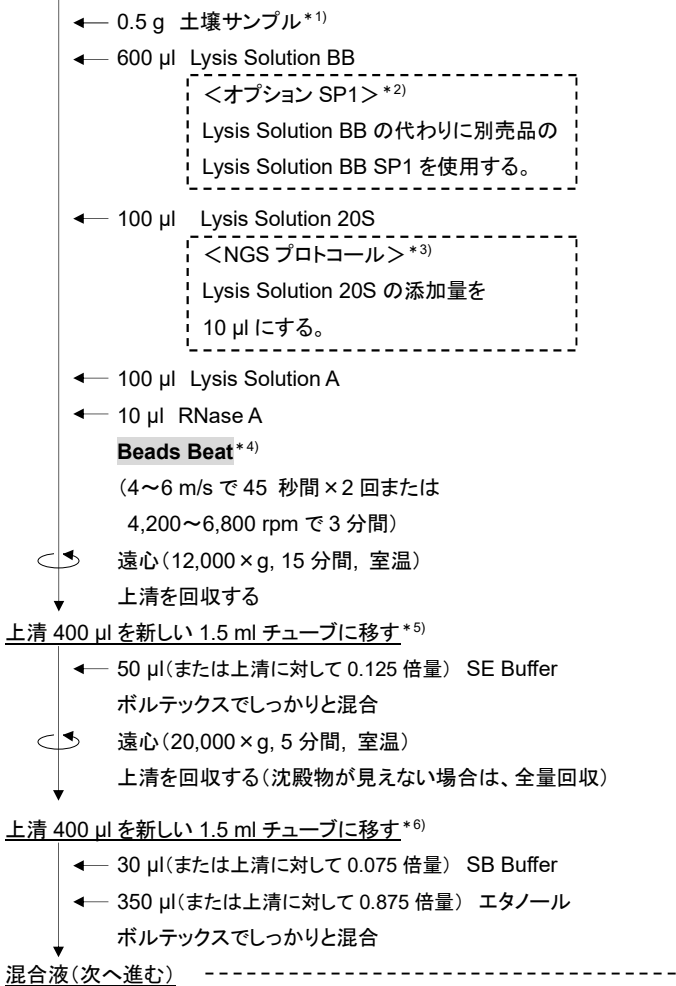 0.5 g 土壌サンプル*1)
600 µl Lysis Solution BB
＜オプション SP1＞*2)
Lysis Solution BB の代わりに別売品の
Lysis Solution BB SP1 を使用する。
100 µl Lysis Solution 20S
＜NGS プロトコール＞*3)
Lysis Solution 20S の添加量を
10 µl にする。
100 µl Lysis Solution A
10 µl RNase A
Beads Beat*4)
（4～6 m/s で 45 秒間×2 回または
4,200～6,800 rpm で 3 分間）
遠心（12,000×g, 15 分間, 室温）
上清を回収する
上清 400 µl を新しい 1.5 ml チューブに移す*5)
50 µl（または上清に対して 0.125 倍量） SE Buffer
ボルテックスでしっかりと混合
遠心（20,000×g, 5 分間, 室温）
上清を回収する（沈殿物が見えない場合は、全量回収）
上清 400 µl を新しい 1.5 ml チューブに移す*6)
30 µl（または上清に対して 0.075 倍量） SB Buffer
350 µl（または上清に対して 0.875 倍量） エタノール
ボルテックスでしっかりと混合
混合液（次へ進む）